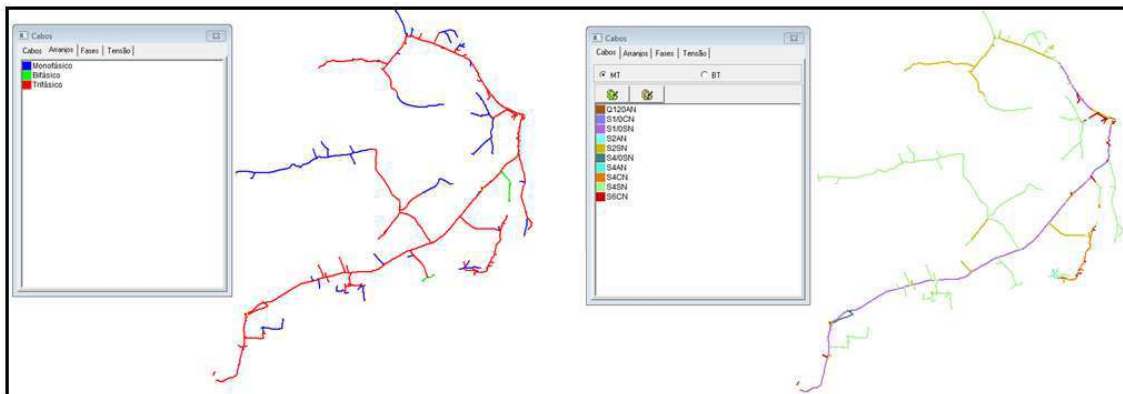 Cabos
Cabos Arranjos Fases Tensão
Monofásico
Bifásico
Trifásico
Cabos
Cabos Arranjos Fases Tensão
MT BT
Q120AN
S1/0CN
S1/0SN
S2AN
S2SN
S4/0SN
S4AN
S4CN
S4SN
S6CN